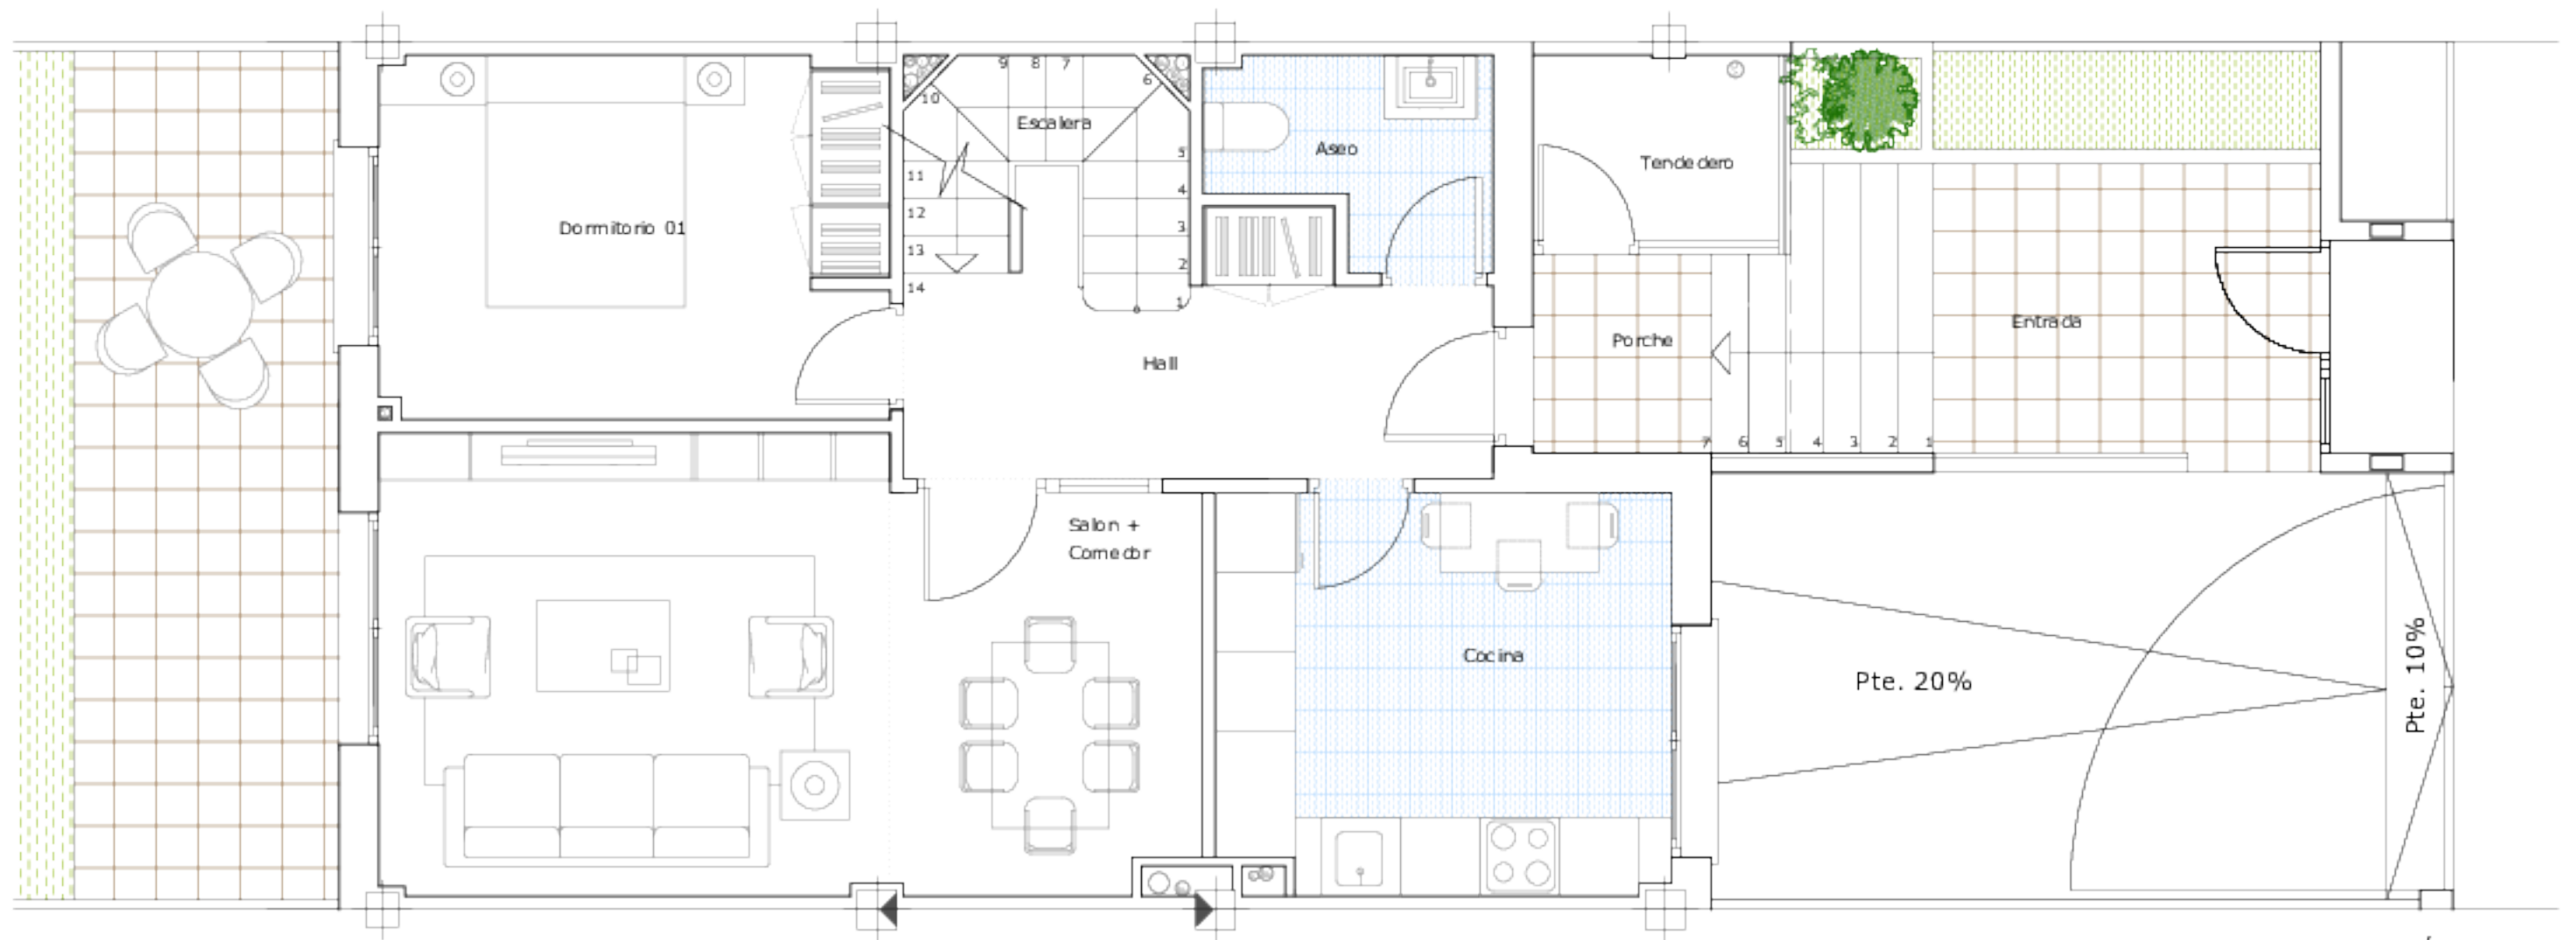 9 8 7
6
10
Escalera
Aseo
5
Tendedero
11
4
12
3
Dormitorio 01
13
2
14
1
Entrada
Porche
Hall
7 6 5 4 3 2 1
Salon +
Comedor
Cocina
Pte. 20%
Pte. 10%